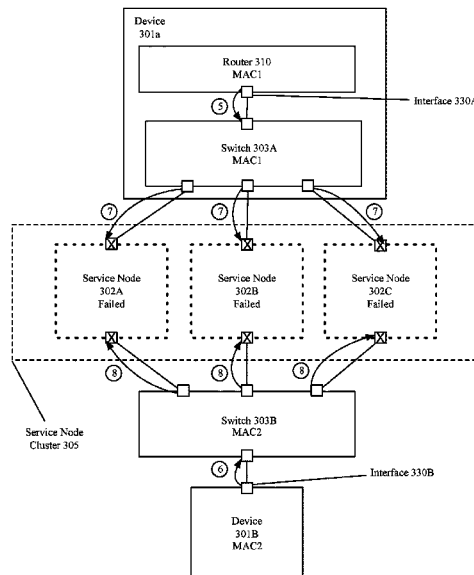 Device
301a
Router 310
MAC1
Interface 330A
5
Switch 303A
MAC1
7
7
7
Service Node
302A
Failed
Service Node
302B
Failed
Service Node
302C
Failed
8
8
8
Switch 303B
MAC2
Service Node
Cluster 305
6
Interface 330B
Device
301B
MAC2